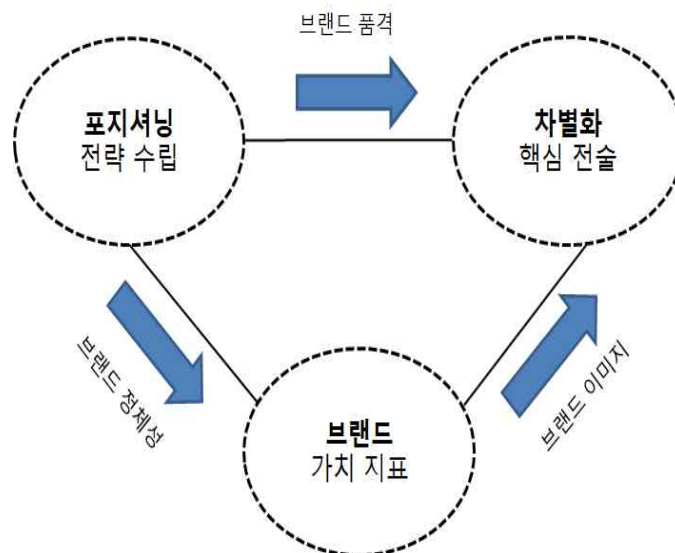 브랜드 품격
포지셔닝
전략 수립
차별화
핵심 전술
브랜드 정체성
브랜드 이미지
브랜드
가치 지표